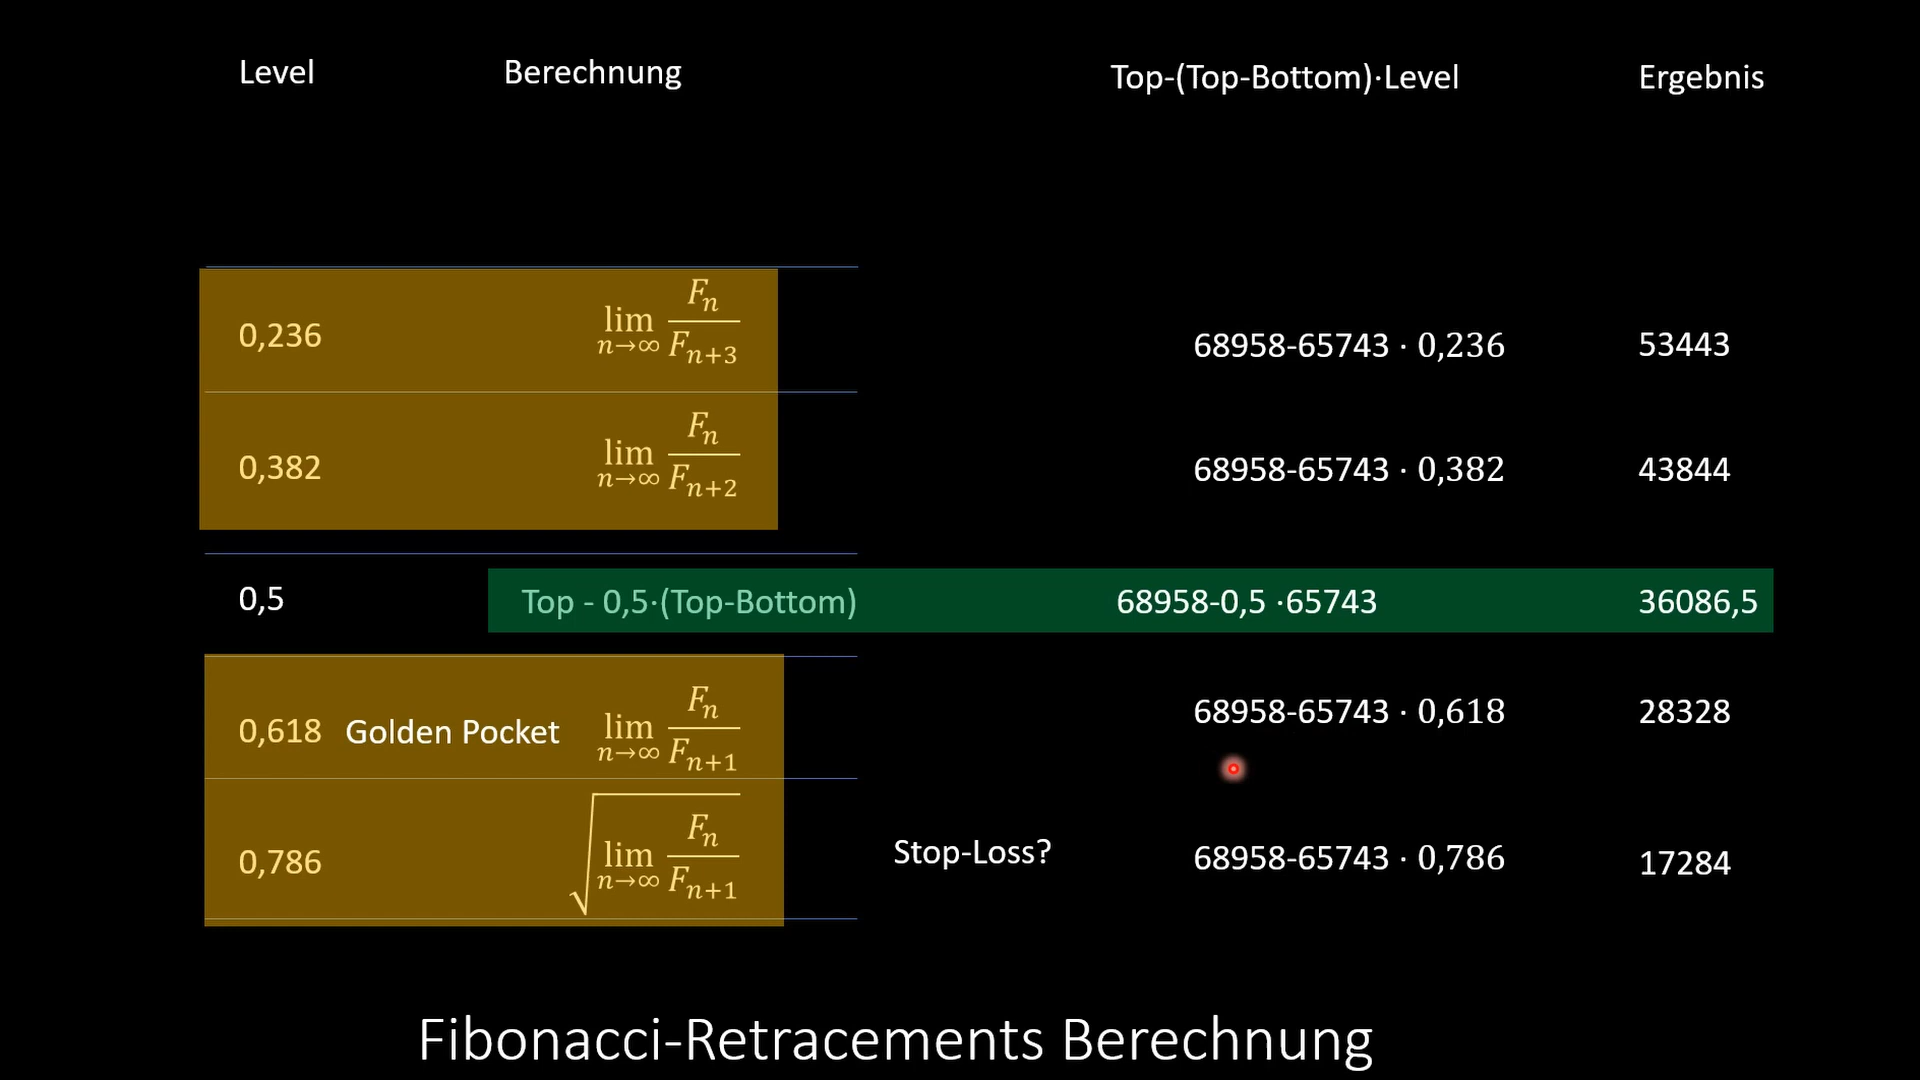 Level Berechnung Top-(Top-Bottom)·Level Ergebnis
0,236 lim n→∞ Fn/Fn+3 68958-65743 · 0,236 53443
0,382 lim n→∞ Fn/Fn+2 68958-65743 · 0,382 43844
0,5 Top - 0,5·(Top-Bottom) 68958-0,5 ·65743 36086,5
0,618 Golden Pocket lim n→∞ Fn/Fn+1 68958-65743 · 0,618 28328
0,786 √lim n→∞ Fn/Fn+1 Stop-Loss? 68958-65743 · 0,786 17284
Fibonacci-Retracements Berechnung